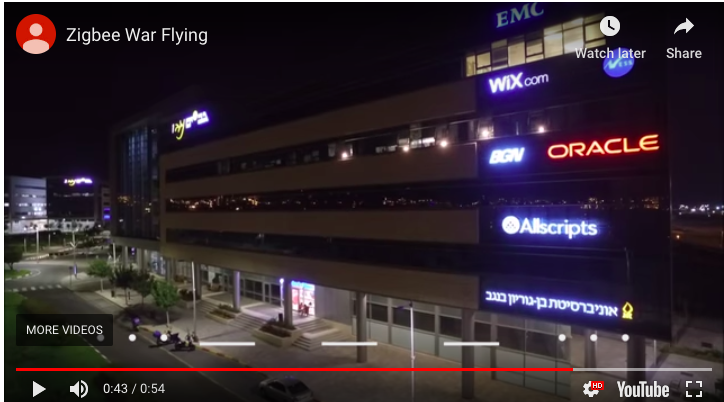 Zigbee War Flying
EMC
Watch later
Share
WiX.com
BGN
ORACLE
Allscripts
אוניברסיטת בן-גוריון בנגב
MORE VIDEOS
0:43 / 0:54
HD
YouTube